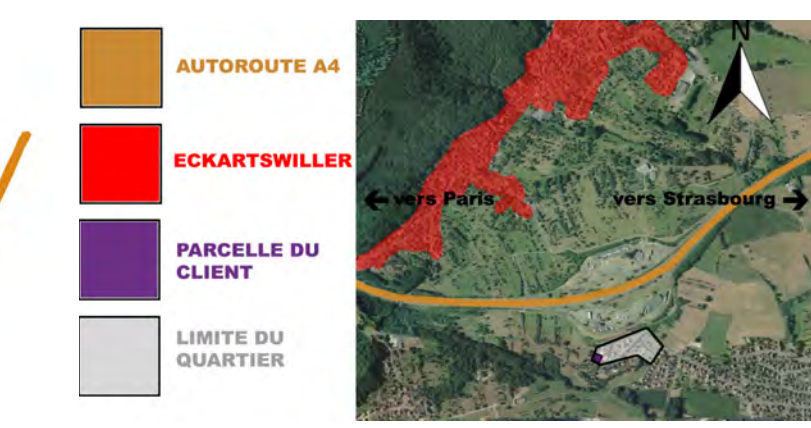 AUTOROUTE A4
ECKARTSWILLER
PARCELLE DU
CLIENT
LIMITE DU
QUARTIER
N
← vers Paris
vers Strasbourg →